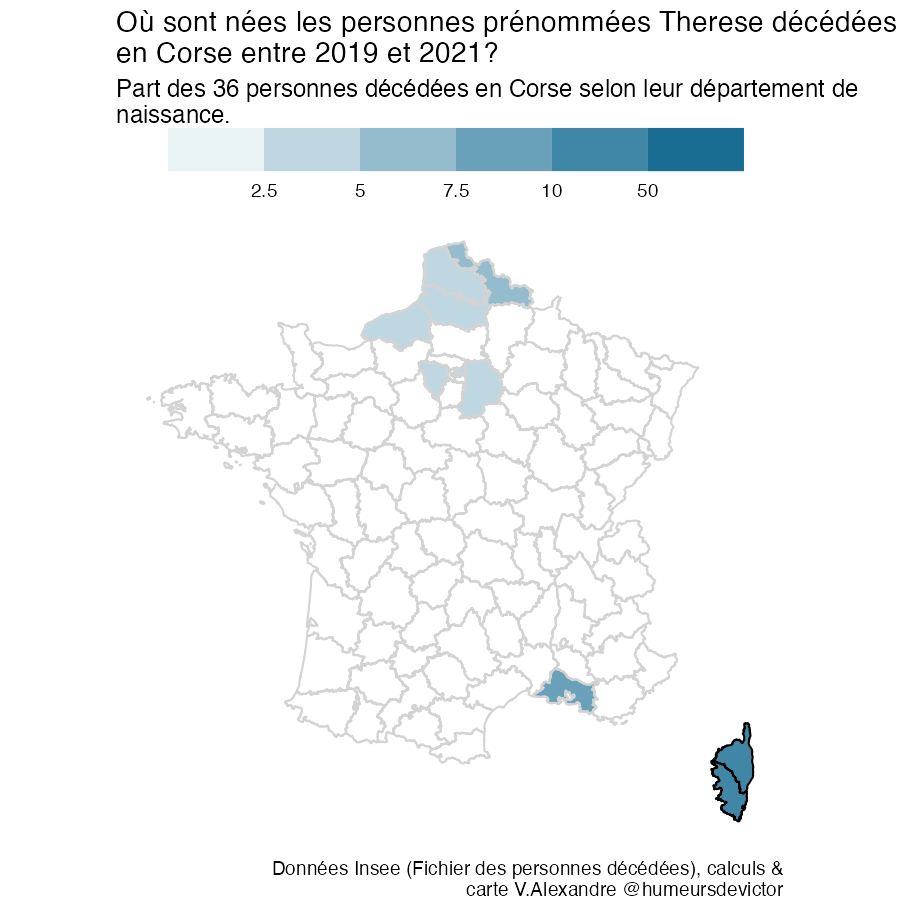 Où sont nées les personnes prénommées Therese décédées
en Corse entre 2019 et 2021?
Part des 36 personnes décédées en Corse selon leur département de
naissance.
2.5 5 7.5 10 50
Données Insee (Fichier des personnes décédées), calculs &
carte V.Alexandre @humeursdevictor